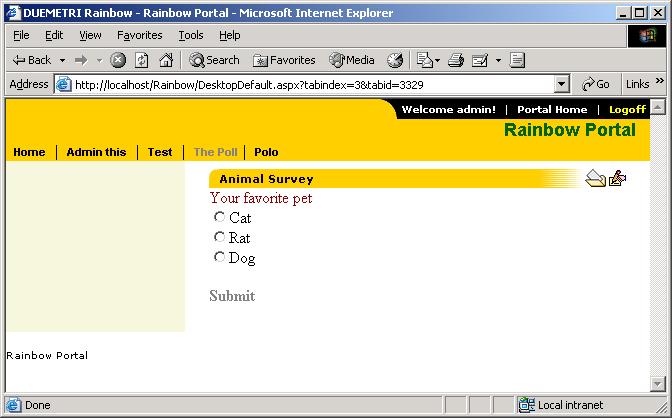 DUEMETRI Rainbow - Rainbow Portal - Microsoft Internet Explorer
File Edit View Favorites Tools Help
Back Search Favorites Media
Address http://localhost/Rainbow/DesktopDefault.aspx?tabindex=3&tabid=3329 Go Links »
Welcome admin! | Portal Home | Logoff
Rainbow Portal
Home | Admin this | Test | The Poll | Polo
Animal Survey
Your favorite pet
Cat
Rat
Dog
Submit
Rainbow Portal
Done Local intranet